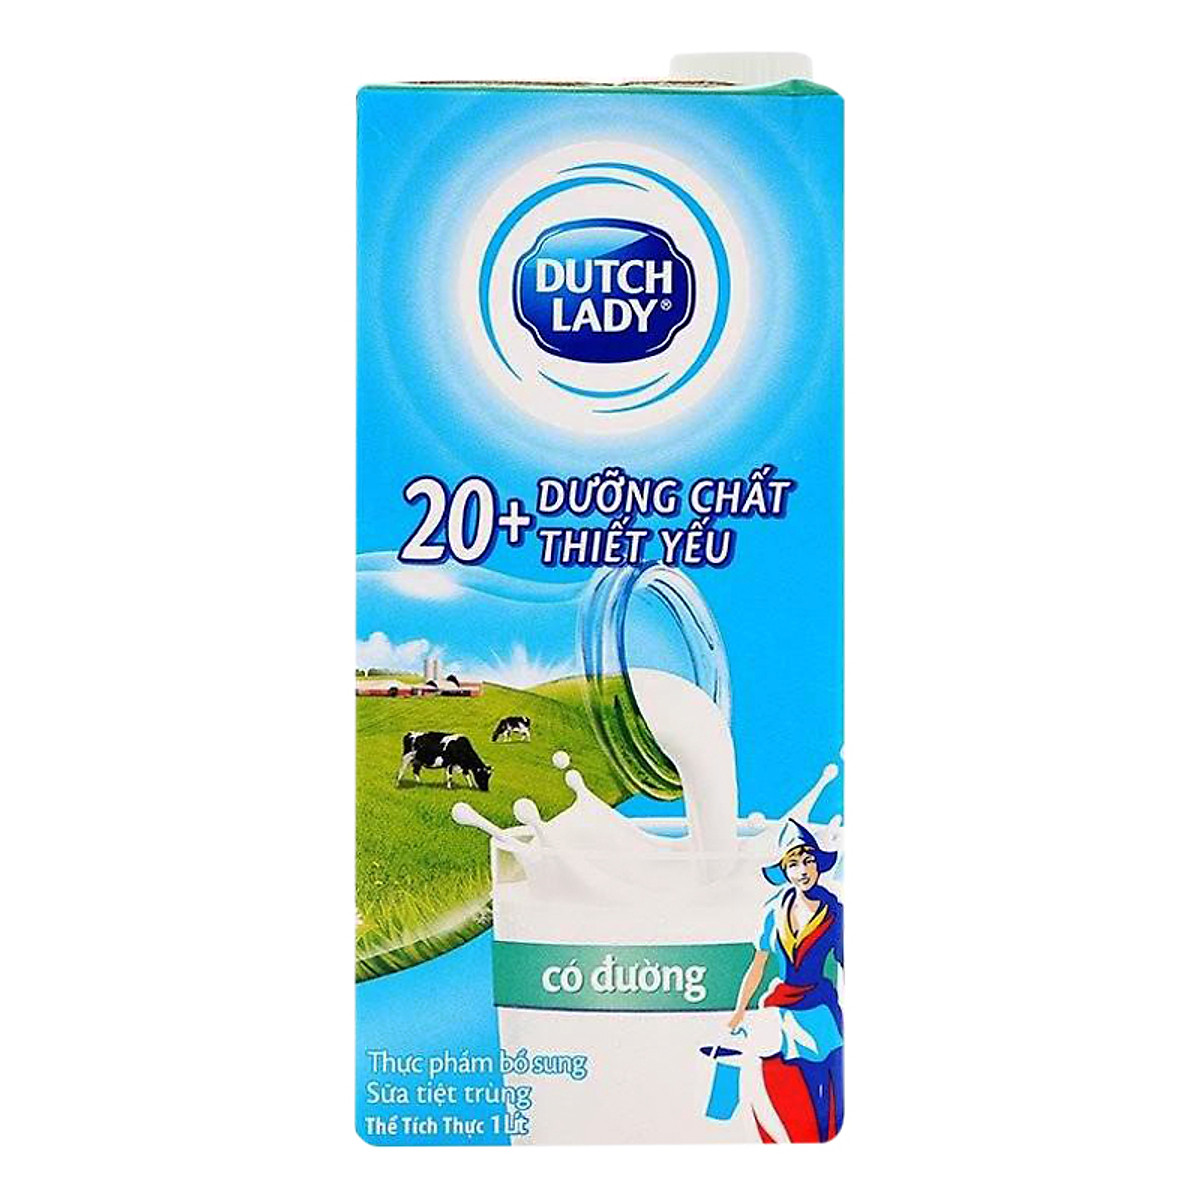 DUTCH
LADY®
20+ DƯỠNG CHẤT
THIẾT YẾU
có đường
Thực phẩm bổ sung
Sữa tiệt trùng
Thể Tích Thực 1 Lít